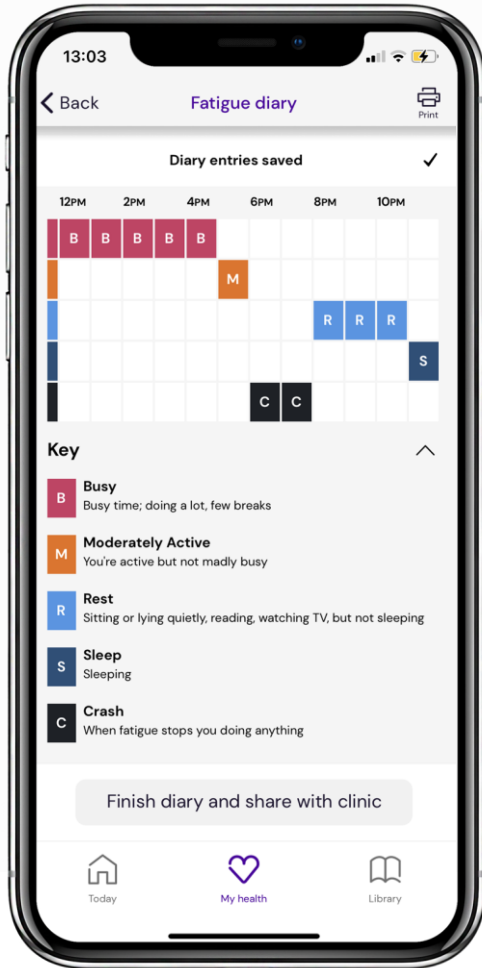 13:03
Back
Fatigue diary
Print
Diary entries saved
12PM 2PM 4PM 6PM 8PM 10PM
B B B B B
M
R R R
S
C C
Key
B
Busy
Busy time; doing a lot, few breaks
M
Moderately Active
You're active but not madly busy
R
Rest
Sitting or lying quietly, reading, watching TV, but not sleeping
S
Sleep
Sleeping
C
Crash
When fatigue stops you doing anything
Finish diary and share with clinic
Today
My health
Library